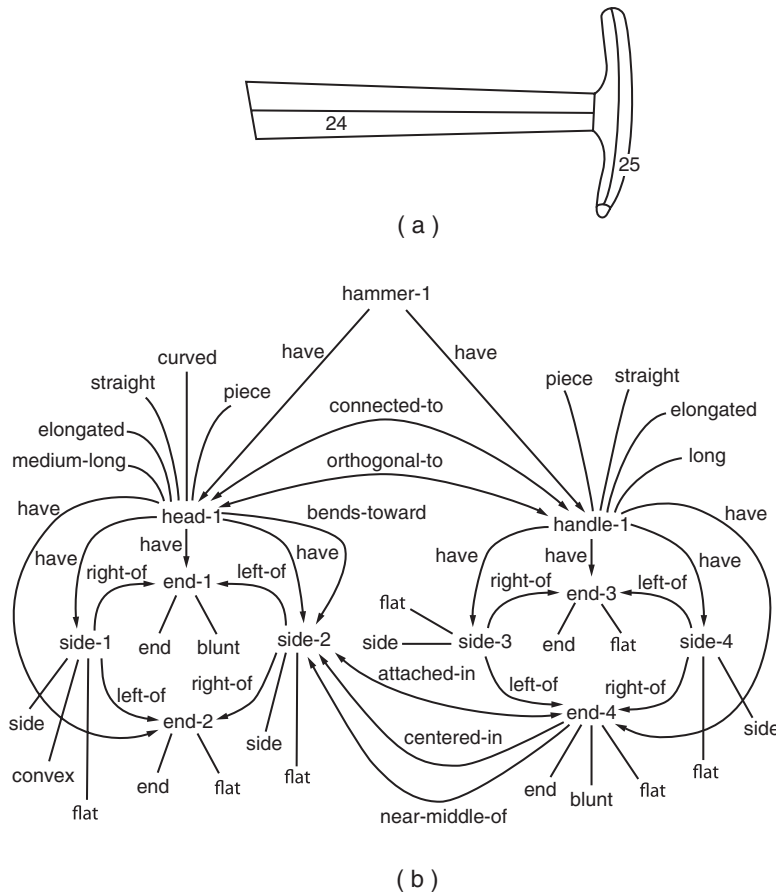 24
25
( a )
hammer-1
have
have
curved
straight
piece
elongated
medium-long
connected-to
orthogonal-to
piece
straight
elongated
long
have
head-1
bends-toward
handle-1
have
have
have
have
have
have
have
right-of
end-1
left-of
right-of
end-3
left-of
flat
side-1
end
blunt
side-2
side
side-3
end
flat
side-4
left-of
right-of
attached-in
left-of
right-of
side
end-2
side
centered-in
end-4
side
convex
end
flat
flat
end
blunt
flat
flat
flat
near-middle-of
( b )